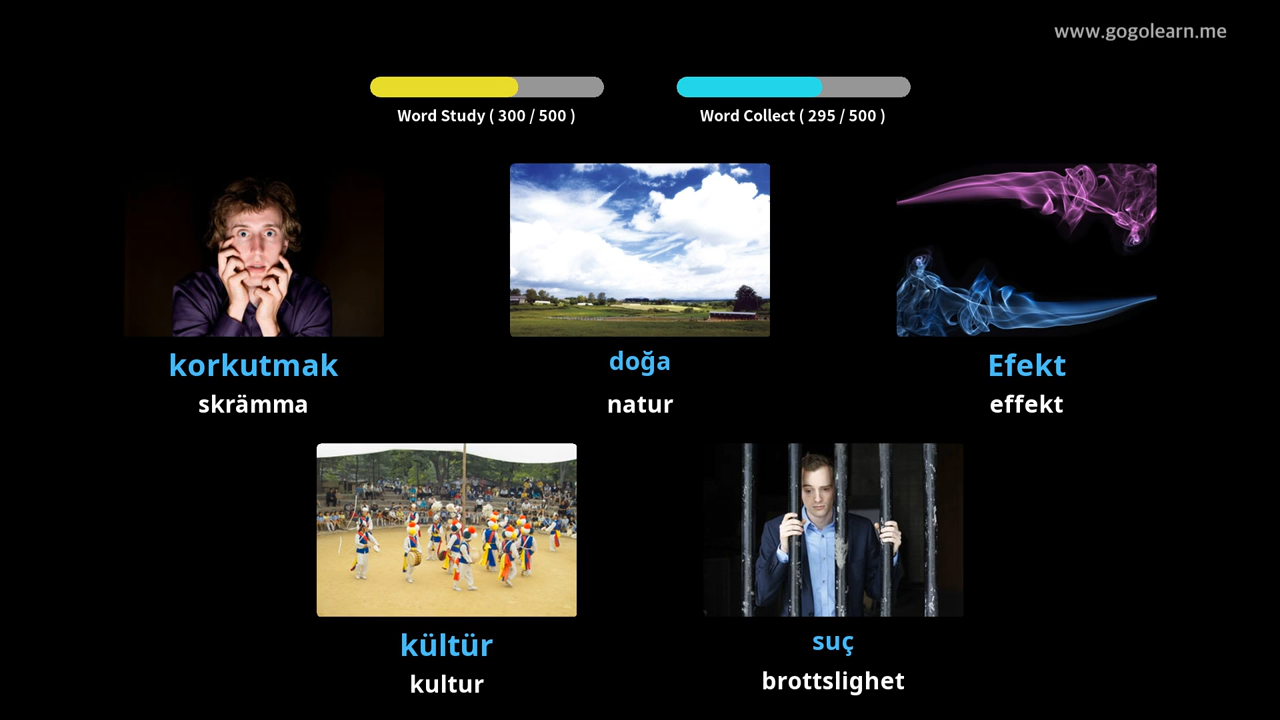 www.gogolearn.me
Word Study ( 300 / 500 )
Word Collect ( 295 / 500 )
korkutmak
skrämma
doğa
natur
Efekt
effekt
kültür
kultur
suç
brottslighet